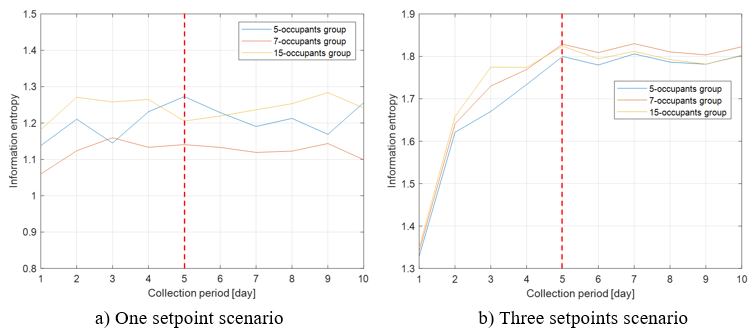 1.5
1.4
1.3
1.2
1.1
1
0.9
0.8
Information entropy
5-occupants group
7-occupants group
15-occupants group
1 2 3 4 5 6 7 8 9 10
Collection period [day]
a) One setpoint scenario
1.9
1.8
1.7
1.6
1.5
1.4
1.3
Information entropy
5-occupants group
7-occupants group
15-occupants group
1 2 3 4 5 6 7 8 9 10
Collection period [day]
b) Three setpoints scenario